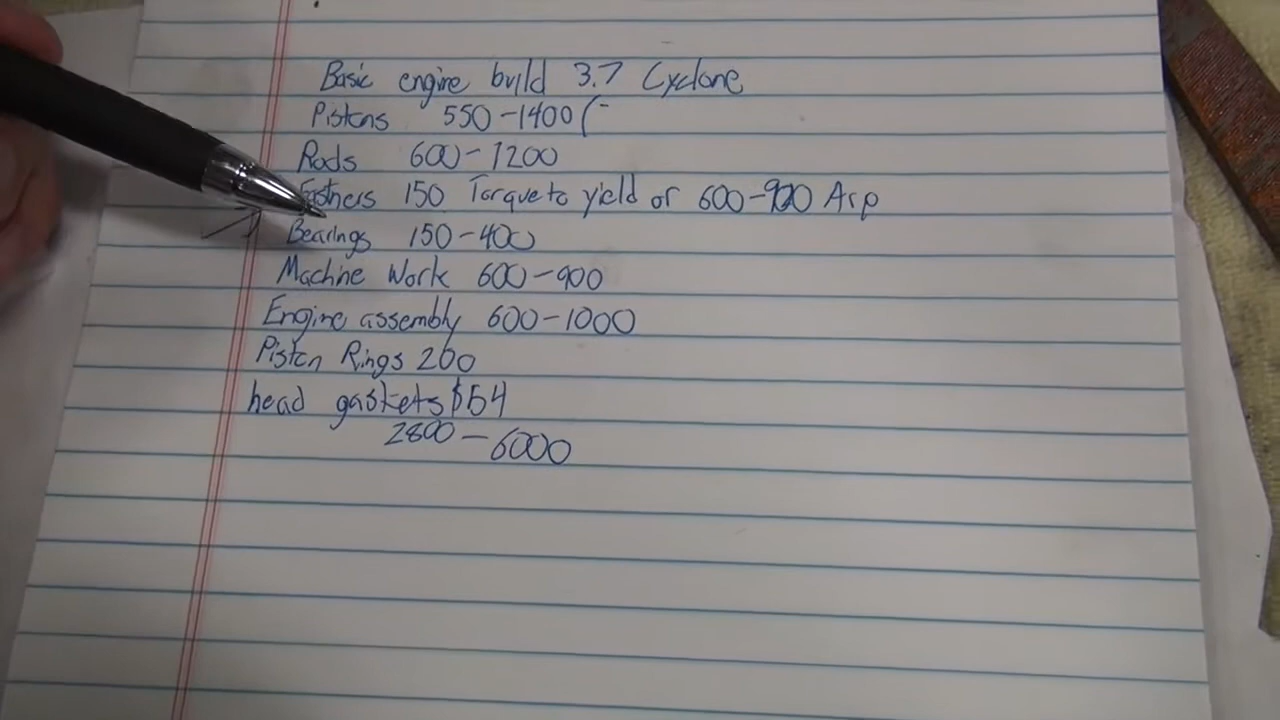 Basic engine build 3.7 Cyclone
Pistons 550-1400 (-
Rods 600-1200
Fastners 150 Torque to yield or 600-900 Arp
Bearings 150-400
Machine Work 600-900
Engine assembly 600-1000
Piston Rings 200
head gaskets $54
2800-6000